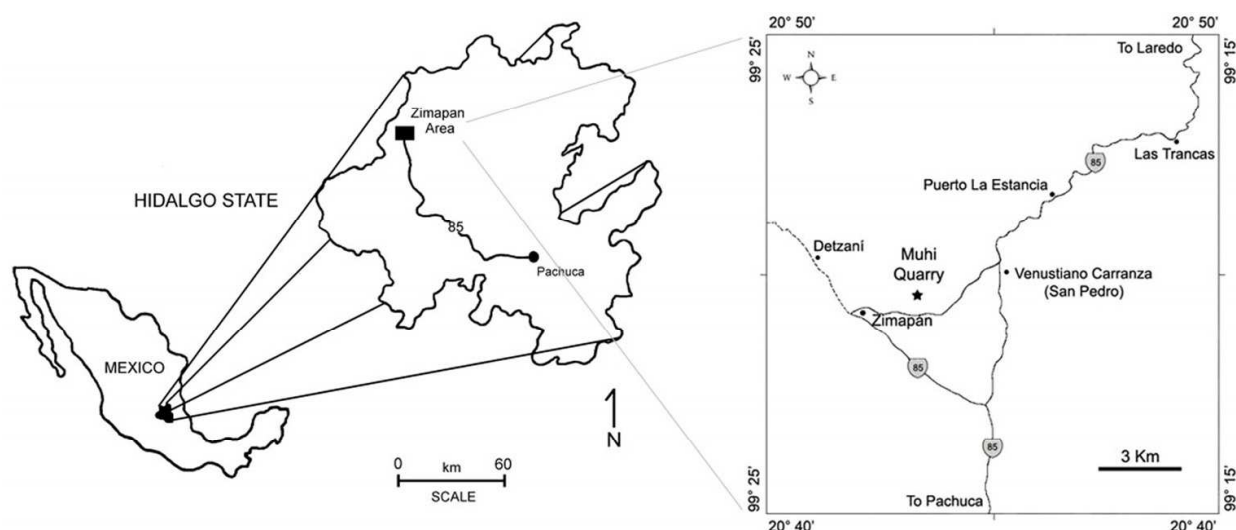 HIDALGO STATE
Zimapan
Area
85
Pachuca
MEXICO
N
0
km
60
SCALE
20° 50'
20° 50'
99° 25'
99° 15'
N
W
E
S
To Laredo
Las Trancas
85
Puerto La Estancia
Detzaní
Muhi
Quarry
Venustiano Carranza
(San Pedro)
Zimapán
85
85
3 Km
To Pachuca
99° 25'
99° 15'
20° 40'
20° 40'